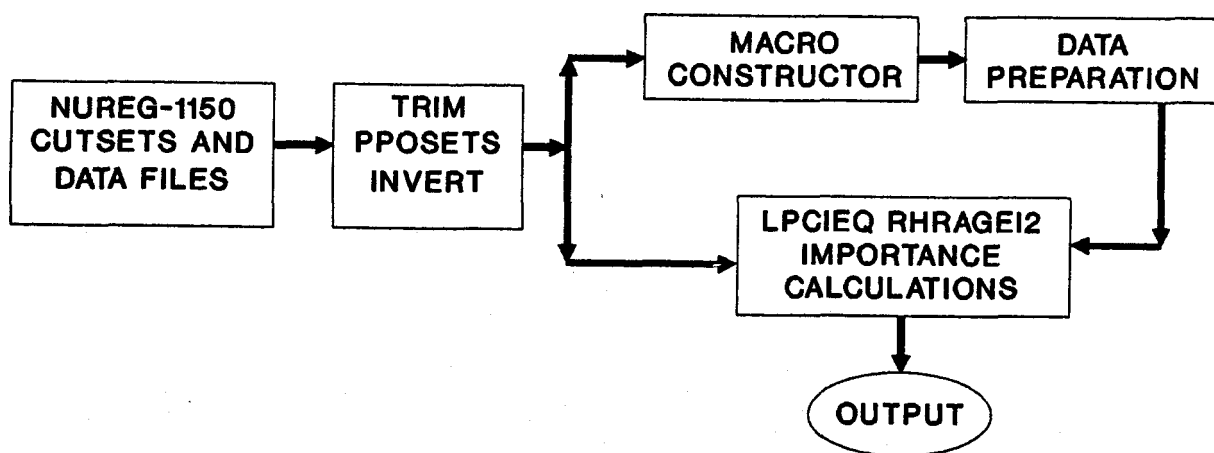 NUREG-1150
CUTSETS AND
DATA FILES
TRIM
PPOSETS
INVERT
MACRO
CONSTRUCTOR
DATA
PREPARATION
LPCIEQ RHRAGEI2
IMPORTANCE
CALCULATIONS
OUTPUT